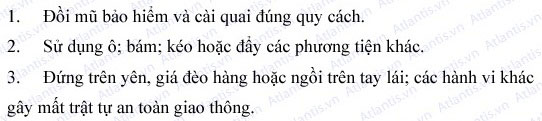 1. Đồi mũ bảo hiểm và cài quai đúng quy cách.
2. Sử dụng ô; bám; kéo hoặc đẩy các phương tiện khác.
3. Đứng trên yên, giá đèo hàng hoặc ngồi trên tay lái; các hành vi khác
gây mất trật tự an toàn giao thông.